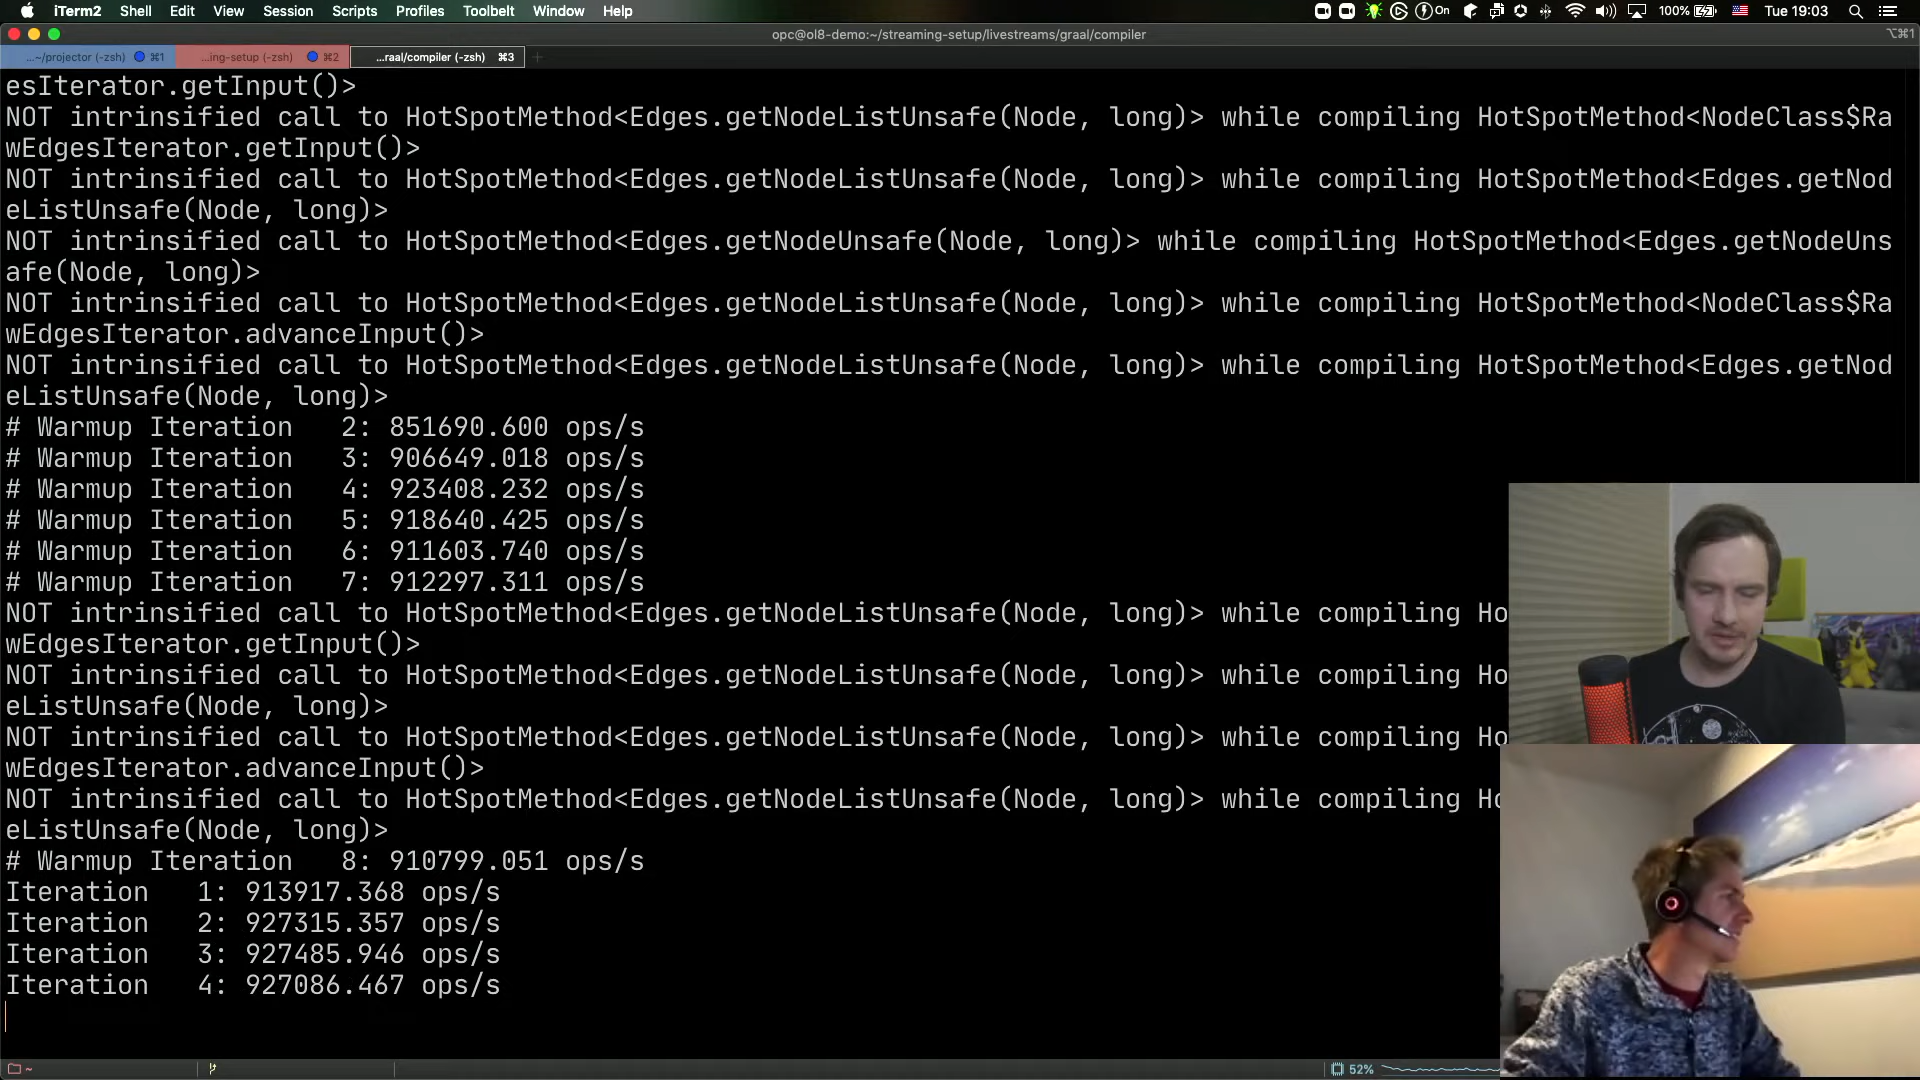 iTerm2 Shell Edit View Session Scripts Profiles Toolbelt Window Help On 100% Tue 19:03
opc@ol8-demo:~/streaming-setup/livestreams/graal/compiler ⌥⌘1
...~/projector (-zsh) ⌘1 ...ing-setup (-zsh) ⌘2 ...raal/compiler (-zsh) ⌘3 +
esIterator.getInput()>
NOT intrinsified call to HotSpotMethod<Edges.getNodeListUnsafe(Node, long)> while compiling HotSpotMethod<NodeClass$Ra
wEdgesIterator.getInput()>
NOT intrinsified call to HotSpotMethod<Edges.getNodeListUnsafe(Node, long)> while compiling HotSpotMethod<Edges.getNod
eListUnsafe(Node, long)>
NOT intrinsified call to HotSpotMethod<Edges.getNodeUnsafe(Node, long)> while compiling HotSpotMethod<Edges.getNodeUns
afe(Node, long)>
NOT intrinsified call to HotSpotMethod<Edges.getNodeListUnsafe(Node, long)> while compiling HotSpotMethod<NodeClass$Ra
wEdgesIterator.advanceInput()>
NOT intrinsified call to HotSpotMethod<Edges.getNodeListUnsafe(Node, long)> while compiling HotSpotMethod<Edges.getNod
eListUnsafe(Node, long)>
# Warmup Iteration   2: 851690.600 ops/s
# Warmup Iteration   3: 906649.018 ops/s
# Warmup Iteration   4: 923408.232 ops/s
# Warmup Iteration   5: 918640.425 ops/s
# Warmup Iteration   6: 911603.740 ops/s
# Warmup Iteration   7: 912297.311 ops/s
NOT intrinsified call to HotSpotMethod<Edges.getNodeListUnsafe(Node, long)> while compiling Ho
wEdgesIterator.getInput()>
NOT intrinsified call to HotSpotMethod<Edges.getNodeListUnsafe(Node, long)> while compiling Ho
eListUnsafe(Node, long)>
NOT intrinsified call to HotSpotMethod<Edges.getNodeListUnsafe(Node, long)> while compiling Ho
wEdgesIterator.advanceInput()>
NOT intrinsified call to HotSpotMethod<Edges.getNodeListUnsafe(Node, long)> while compiling Ho
eListUnsafe(Node, long)>
# Warmup Iteration   8: 910799.051 ops/s
Iteration   1: 913917.368 ops/s
Iteration   2: 927315.357 ops/s
Iteration   3: 927485.946 ops/s
Iteration   4: 927086.467 ops/s
~ 52%